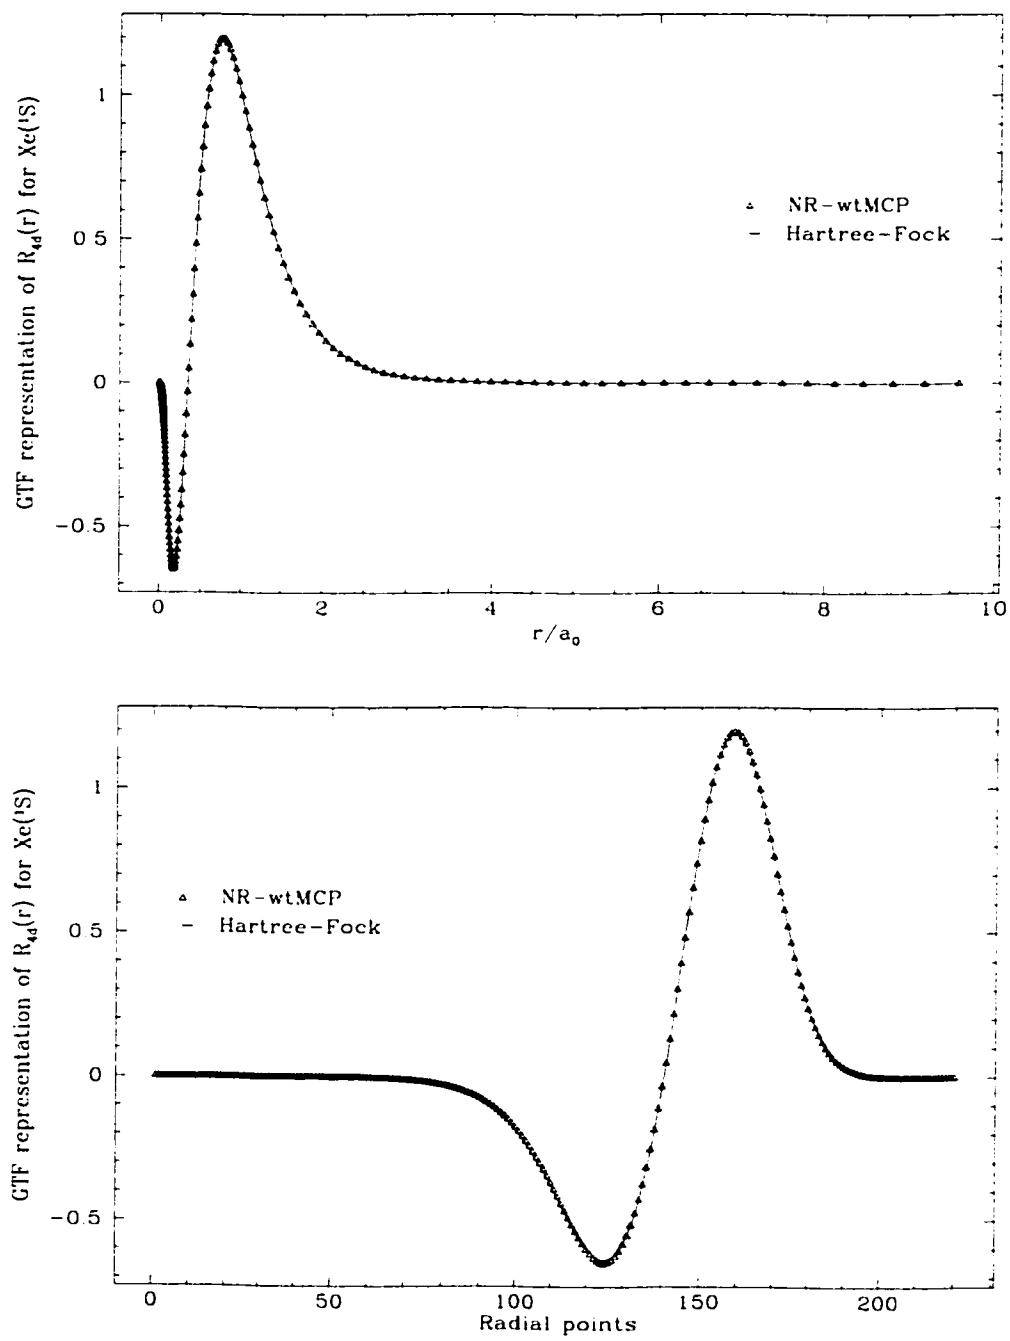 GTF representation of R4d(r) for Xe(¹S)
1
0 5
0
-0.5
NR-wtMCP
Hartree-Fock
0
2
4
6
8
10
r/a₀
GTF representation of R4d(r) for Xe(¹S)
1
0 5
0
-0.5
NR-wtMCP
Hartree-Fock
0
50
100
150
200
Radial points